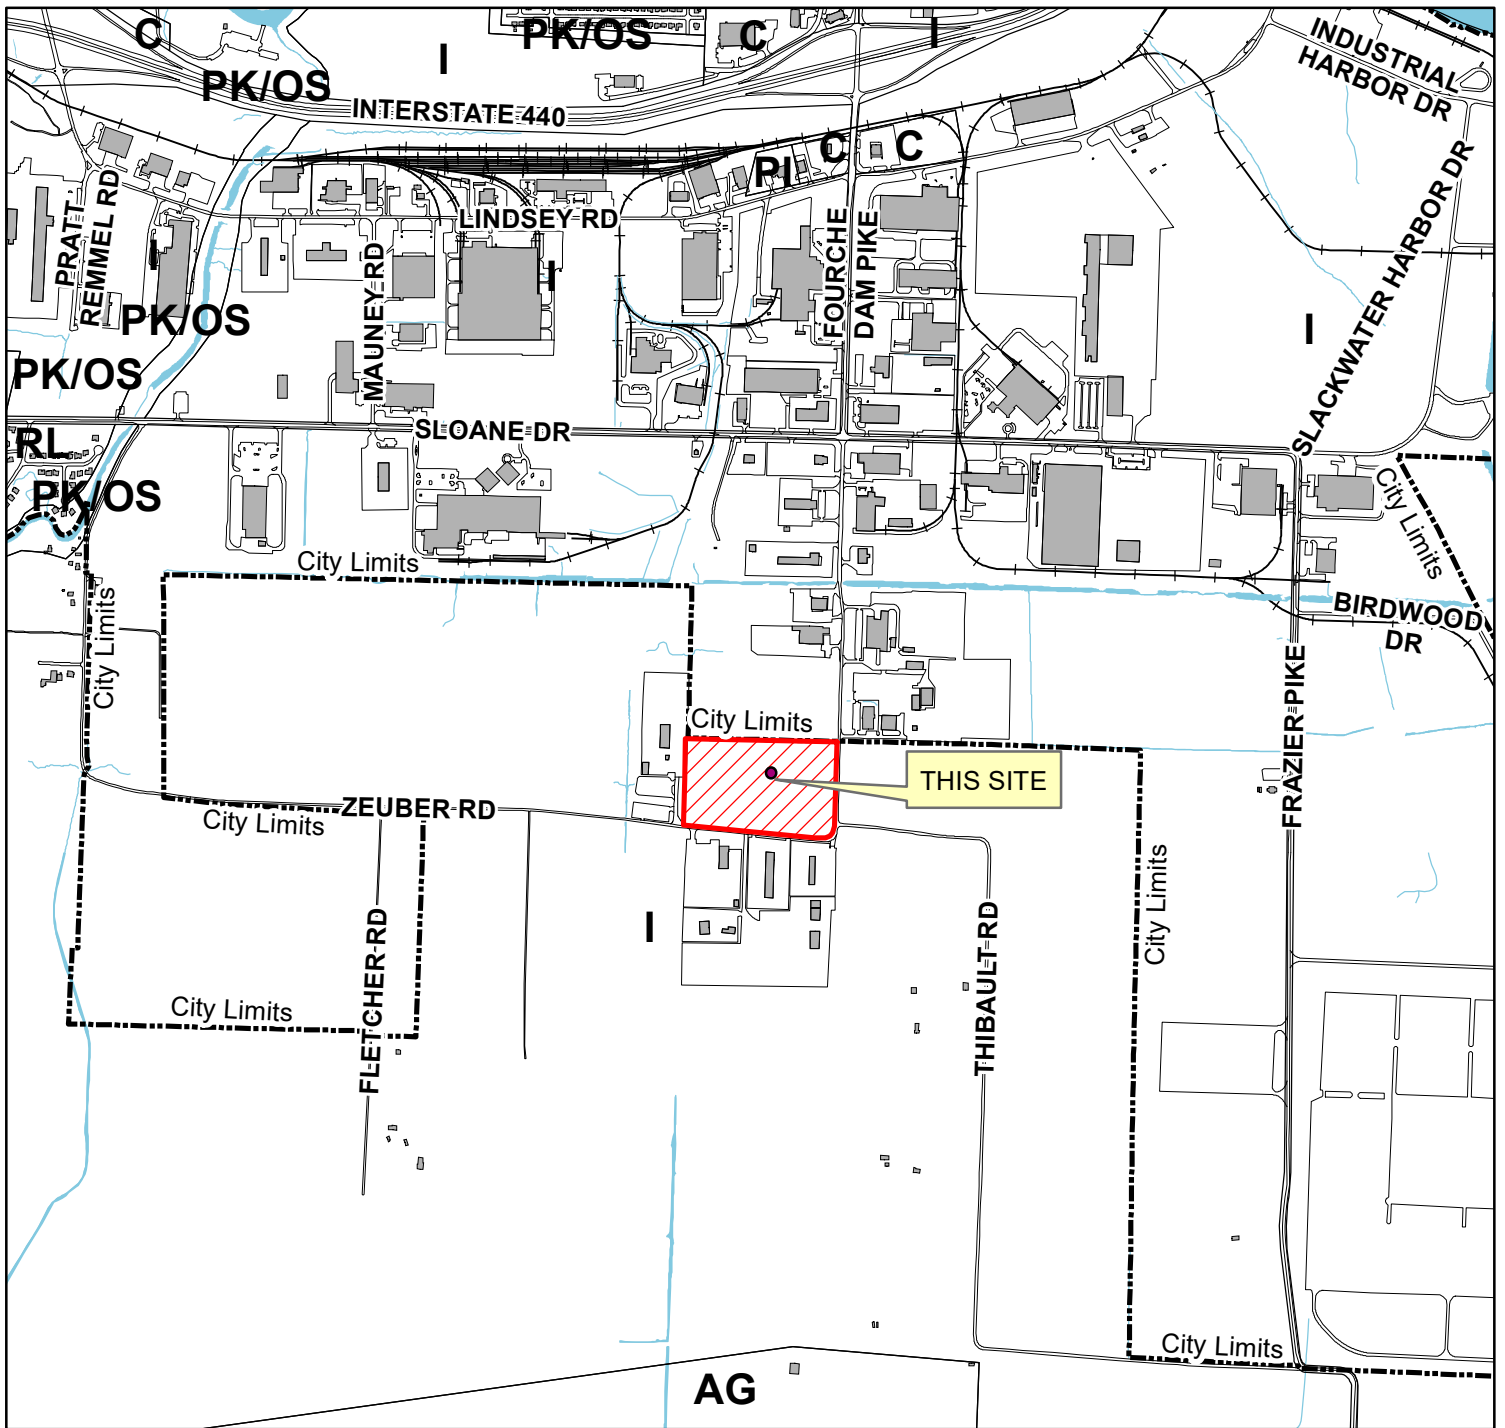 C
PK/OS
C
I
I
PK/OS
INDUSTRIAL
HARBOR DR
INTERSTATE 440
C
C
PI
LINDSEY RD
PRATT
REMMEL RD
I
MAUNEY RD
I
FOURCHE
DAM PIKE
SLACKWATER HARBOR DR
PK/OS
I
PK/OS
SLOANE DR
RL
PK/OS
City Limits
City Limits
City Limits
BIRDWOOD
DR
FRAZIER PIKE
City Limits
THIS SITE
ZEUBER RD
City Limits
City Limits
FLETCHER RD
I
THIBAULT RD
City Limits
City Limits
AG